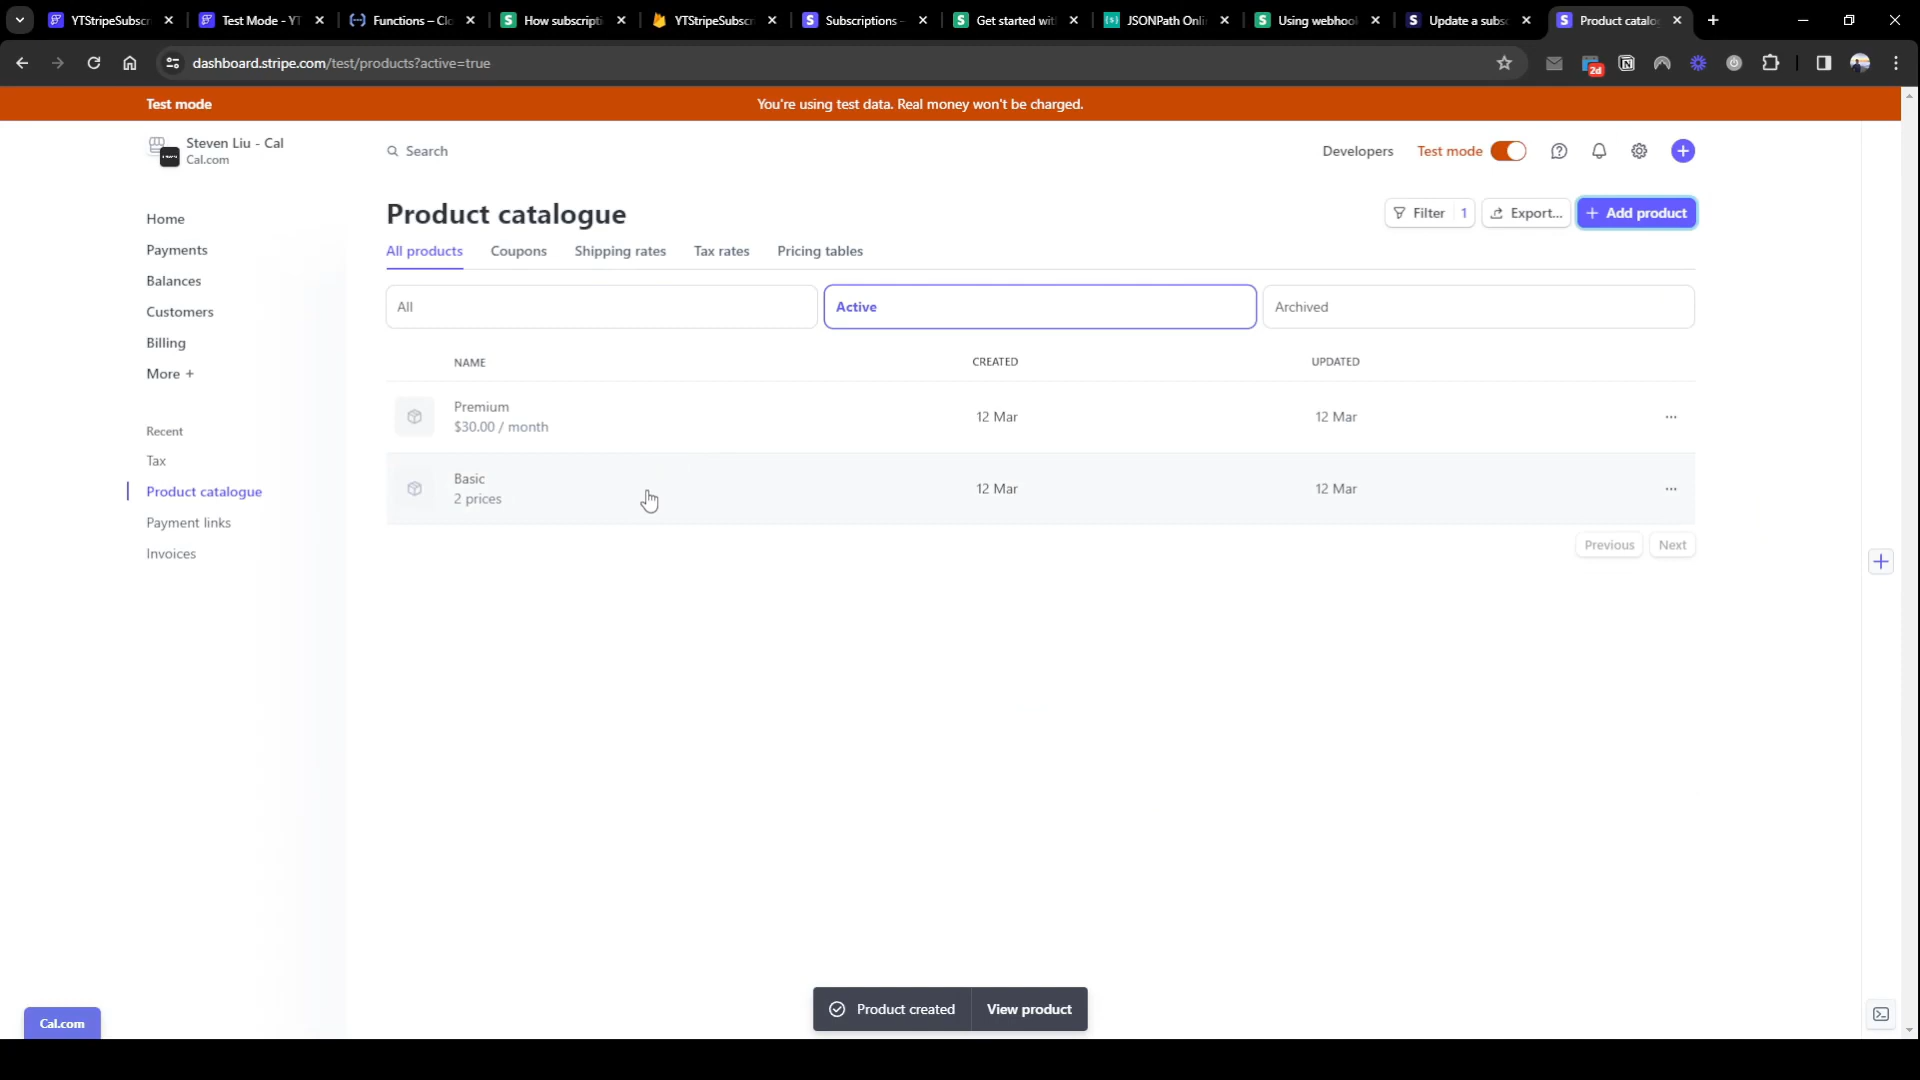 YTStripeSubsc
Test Mode - YT
Functions – Clo
How subscripti
YTStripeSubsc
Subscriptions -
Get started wit
JSONPath Onli
Using webhook
Update a subsc
Product catalo
dashboard.stripe.com/test/products?active=true
2d
Test mode
You're using test data. Real money won't be charged.
Steven Liu - Cal
Cal.com
Search
Developers
Test mode
Home
Payments
Balances
Customers
Billing
More +
Recent
Tax
Product catalogue
Payment links
Invoices
Product catalogue
Filter 1
Export...
+ Add product
All products
Coupons
Shipping rates
Tax rates
Pricing tables
All
Active
Archived
NAME
CREATED
UPDATED
Premium
$30.00 / month
12 Mar
12 Mar
Basic
2 prices
12 Mar
12 Mar
Previous
Next
Product created
View product
Cal.com